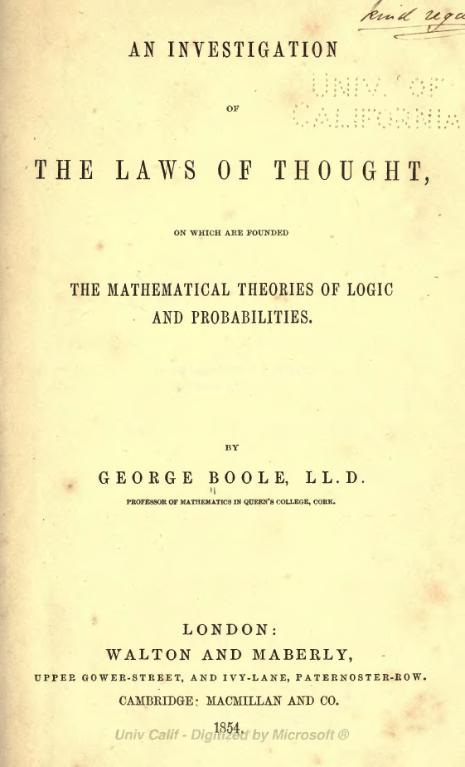 kind
AN INVESTIGATION
UNIV. OF
OF
CALIFORNIA
THE LAWS OF THOUGHT,
ON WHICH ARE FOUNDED
THE MATHEMATICAL THEORIES OF LOGIC
AND PROBABILITIES.
BY
GEORGE BOOLE, LL. D.
PROFESSOR OF MATHEMATICS IN QUEEN'S COLLEGE, CORK.
LONDON:
WALTON AND MABERLY,
UPPER GOWER-STREET, AND IVY-LANE, PATERNOSTER-ROW.
CAMBRIDGE: MACMILLAN AND CO.
1854.
Univ Calif - Digitized by Microsoft ®